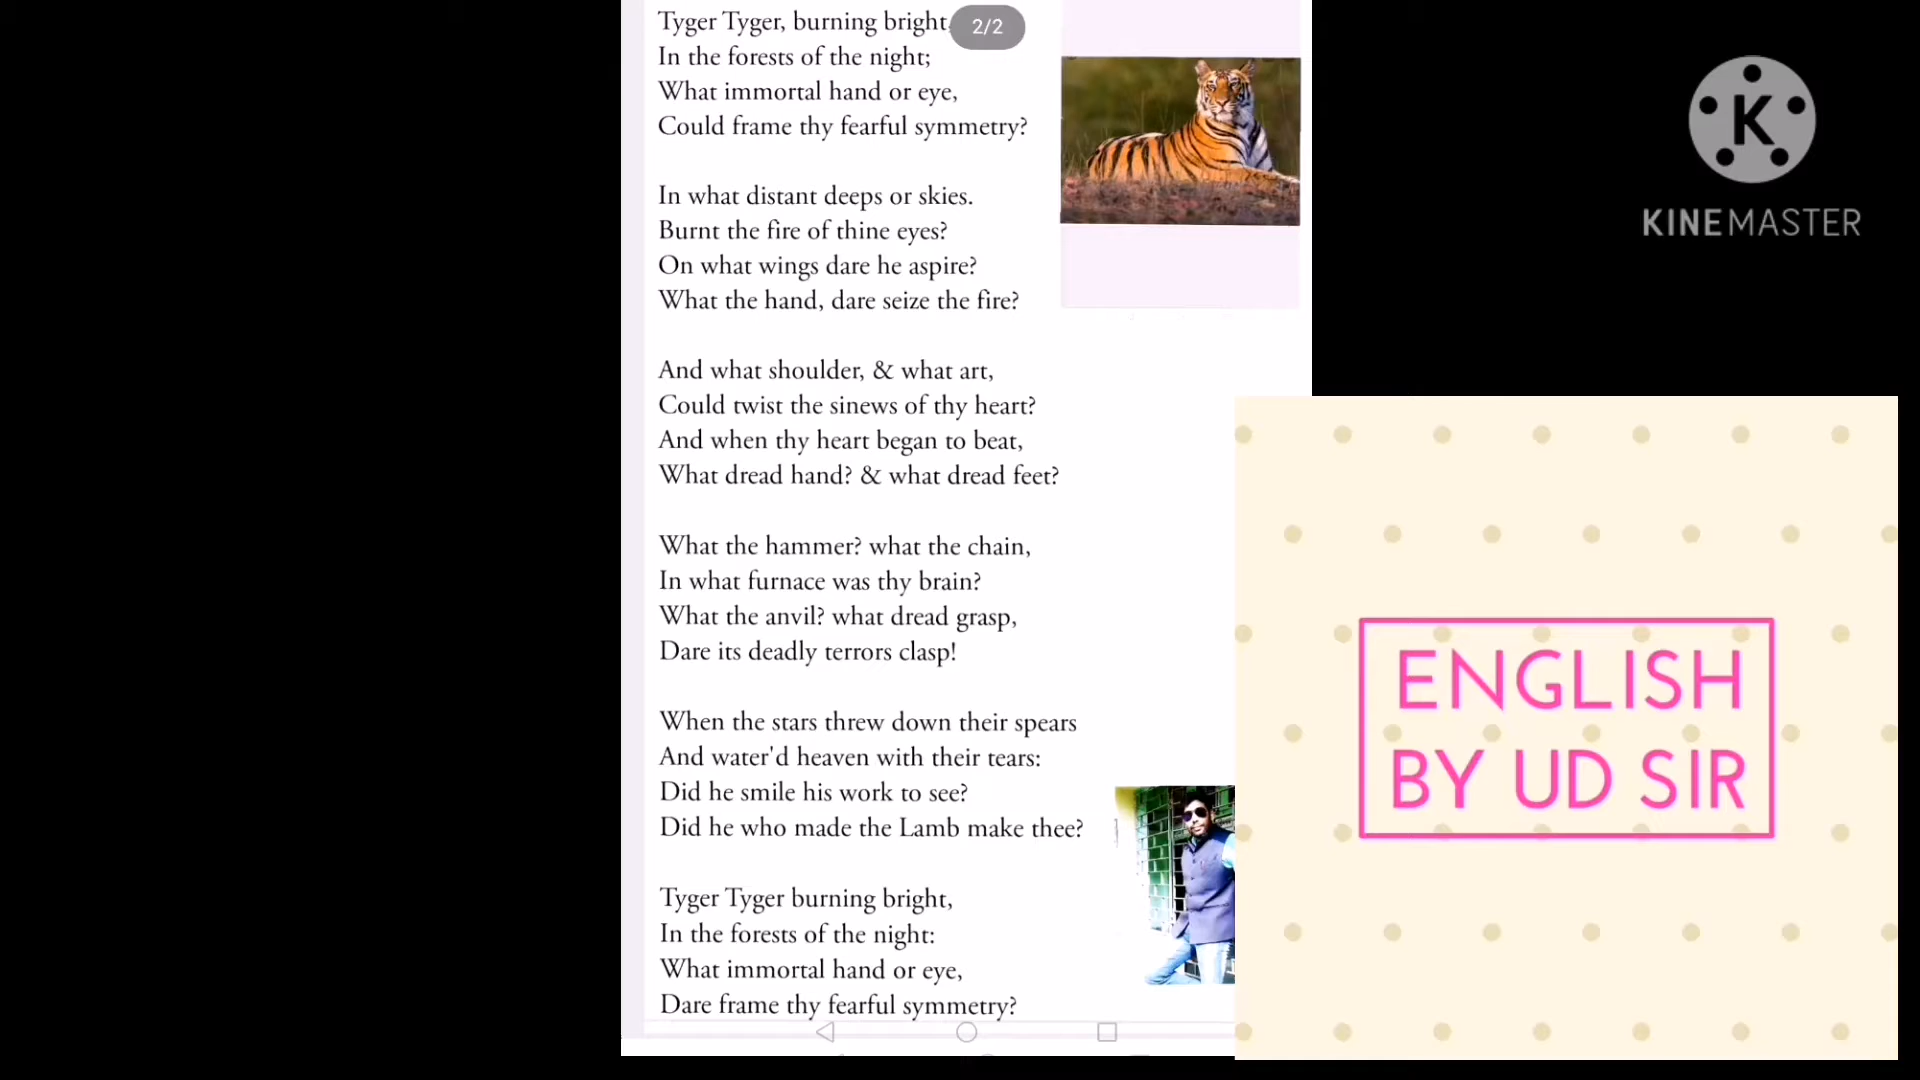 Tyger Tyger, burning bright,
2/2
In the forests of the night;
What immortal hand or eye,
Could frame thy fearful symmetry?
In what distant deeps or skies.
Burnt the fire of thine eyes?
On what wings dare he aspire?
What the hand, dare seize the fire?
And what shoulder, & what art,
Could twist the sinews of thy heart?
And when thy heart began to beat,
What dread hand? & what dread feet?
What the hammer? what the chain,
In what furnace was thy brain?
What the anvil? what dread grasp,
Dare its deadly terrors clasp!
When the stars threw down their spears
And water'd heaven with their tears:
Did he smile his work to see?
Did he who made the Lamb make thee?
Tyger Tyger burning bright,
In the forests of the night:
What immortal hand or eye,
Dare frame thy fearful symmetry?
K
KINEMASTER
ENGLISH
BY UD SIR